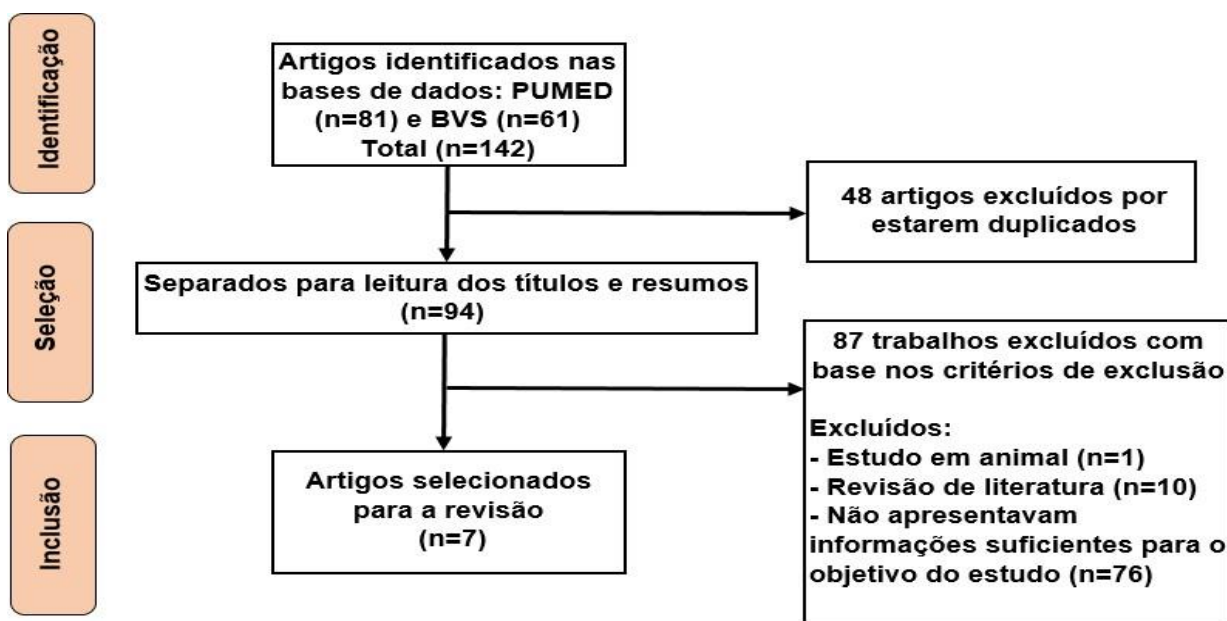 Identificação
Artigos identificados nas
bases de dados: PUMED
(n=81) e BVS (n=61)
Total (n=142)
48 artigos excluídos por
estarem duplicados
Seleção
Separados para leitura dos títulos e resumos
(n=94)
87 trabalhos excluídos com
base nos critérios de exclusão
Excluídos:
- Estudo em animal (n=1)
- Revisão de literatura (n=10)
- Não apresentavam
informações suficientes para o
objetivo do estudo (n=76)
Inclusão
Artigos selecionados
para a revisão
(n=7)